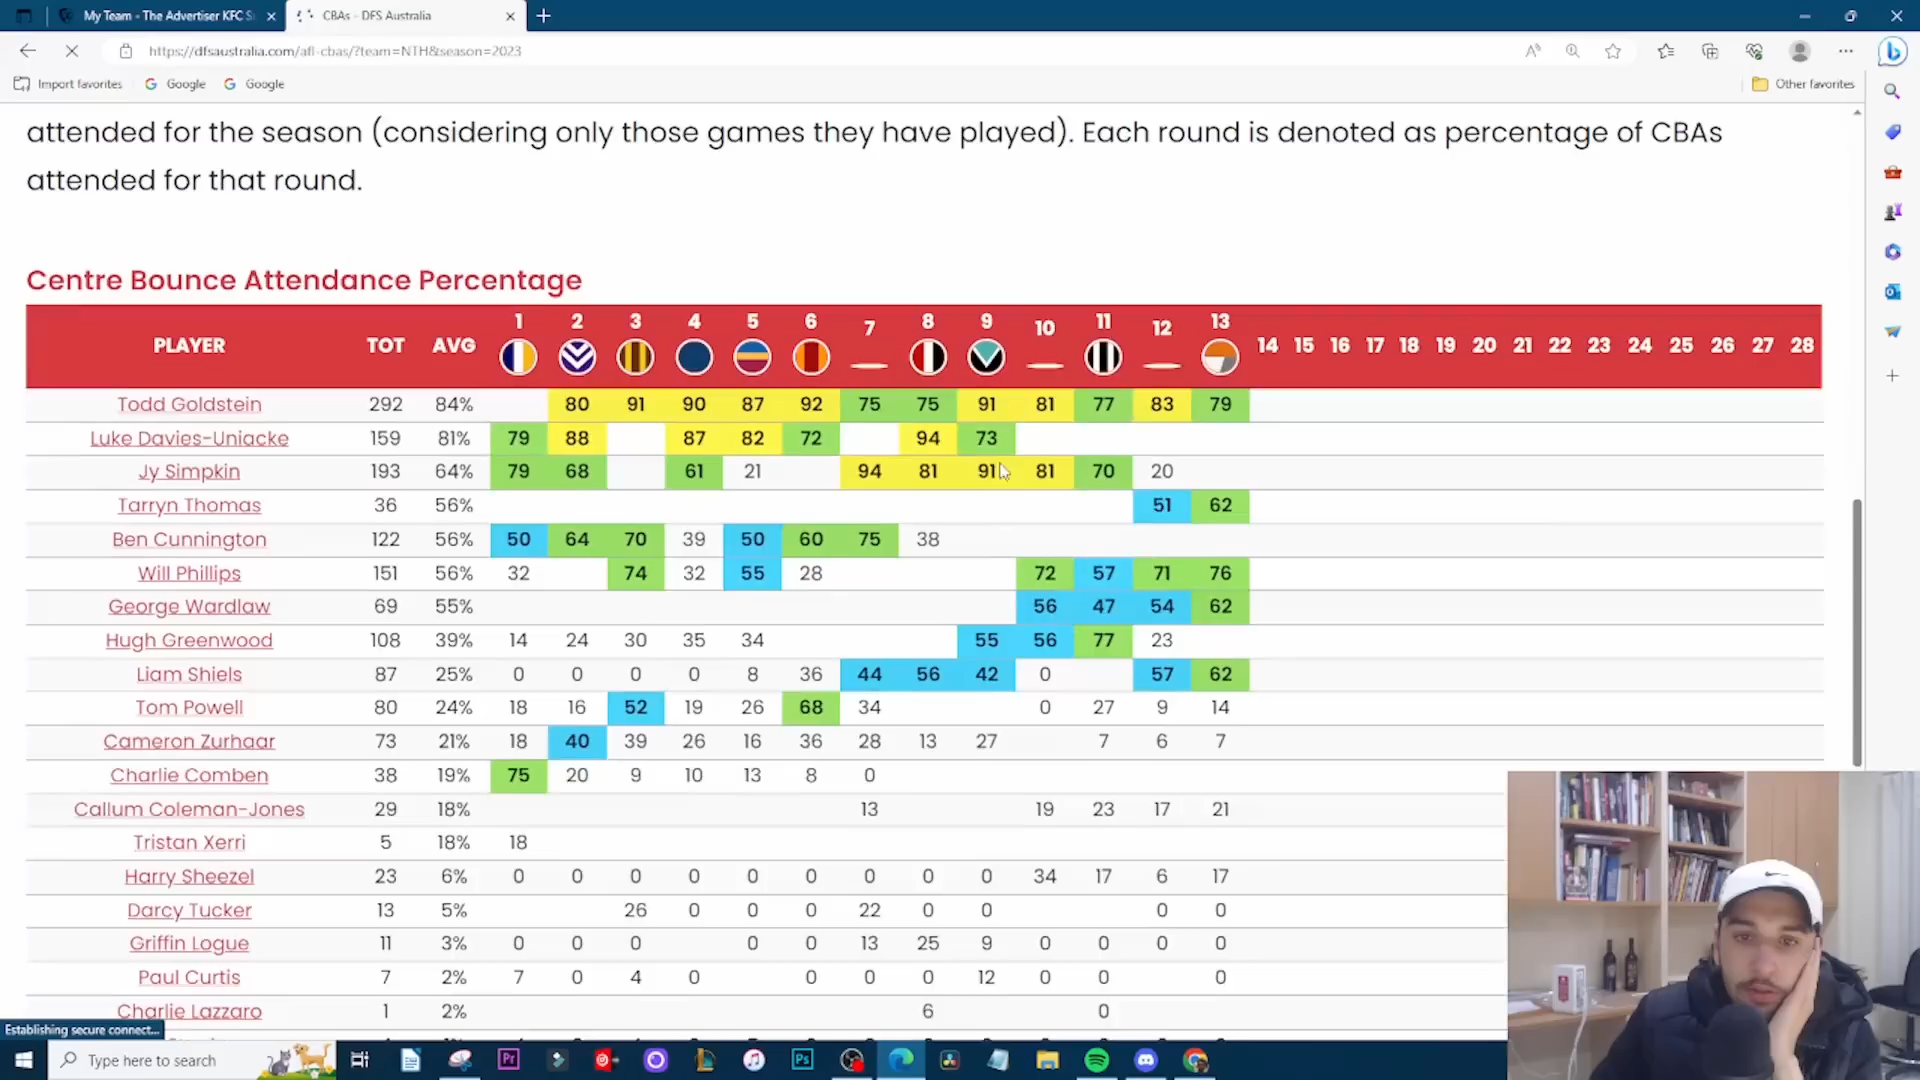 My Team - The Advertiser KFC S
CBAs - DFS Australia
https://dfsaustralia.com/afl-cbas/?team=NTH&season=2023
Import favorites Google Google Other favorites
attended for the season (considering only those games they have played). Each round is denoted as percentage of CBAs
attended for that round.
Centre Bounce Attendance Percentage
PLAYER TOT AVG 1 2 3 4 5 6 7 8 9 10 11 12 13 14 15 16 17 18 19 20 21 22 23 24 25 26 27 28
Todd Goldstein 292 84% 80 91 90 87 92 75 75 91 81 77 83 79
Luke Davies-Uniacke 159 81% 79 88 87 82 72 94 73
Jy Simpkin 193 64% 79 68 61 21 94 81 91 81 70 20
Tarryn Thomas 36 56% 51 62
Ben Cunnington 122 56% 50 64 70 39 50 60 75 38
Will Phillips 151 56% 32 74 32 55 28 72 57 71 76
George Wardlaw 69 55% 56 47 54 62
Hugh Greenwood 108 39% 14 24 30 35 34 55 56 77 23
Liam Shiels 87 25% 0 0 0 0 8 36 44 56 42 0 57 62
Tom Powell 80 24% 18 16 52 19 26 68 34 0 27 9 14
Cameron Zurhaar 73 21% 18 40 39 26 16 36 28 13 27 7 6 7
Charlie Comben 38 19% 75 20 9 10 13 8 0
Callum Coleman-Jones 29 18% 13 19 23 17 21
Tristan Xerri 5 18% 18
Harry Sheezel 23 6% 0 0 0 0 0 0 0 0 0 34 17 6 17
Darcy Tucker 13 5% 26 0 0 0 22 0 0 0 0
Griffin Logue 11 3% 0 0 0 0 0 13 25 9 0 0 0 0
Paul Curtis 7 2% 7 0 4 0 0 0 0 12 0 0 0
Charlie Lazzaro 1 2% 6 0
Establishing secure connect...
Type here to search